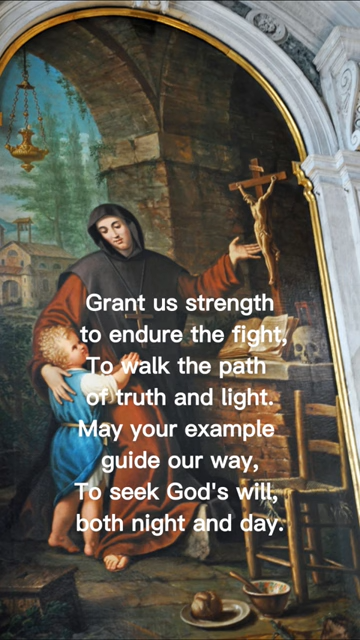 Grant us strength
to endure the fight,
To walk the path
of truth and light.
May your example
guide our way,
To seek God's will,
both night and day.